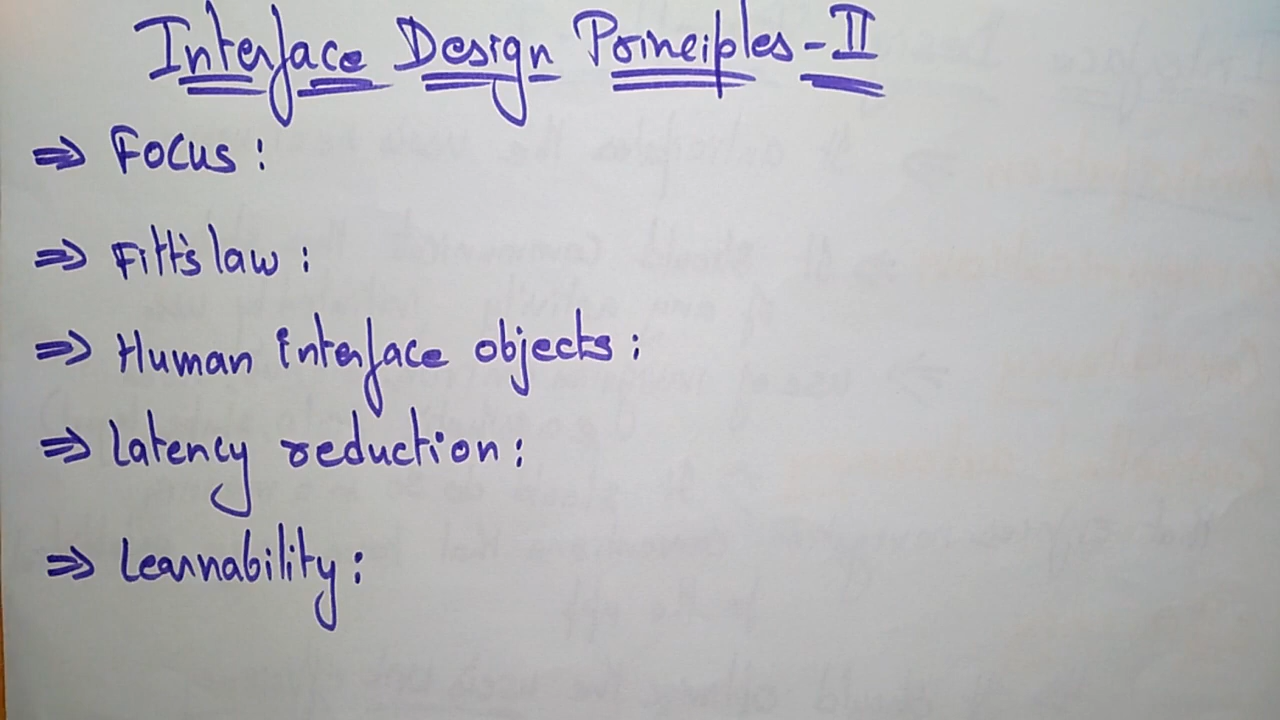 Interface Design Principles - II
⇒ Focus :
⇒ Fitt's law :
⇒ Human interface objects :
⇒ Latency reduction :
⇒ Learnability :